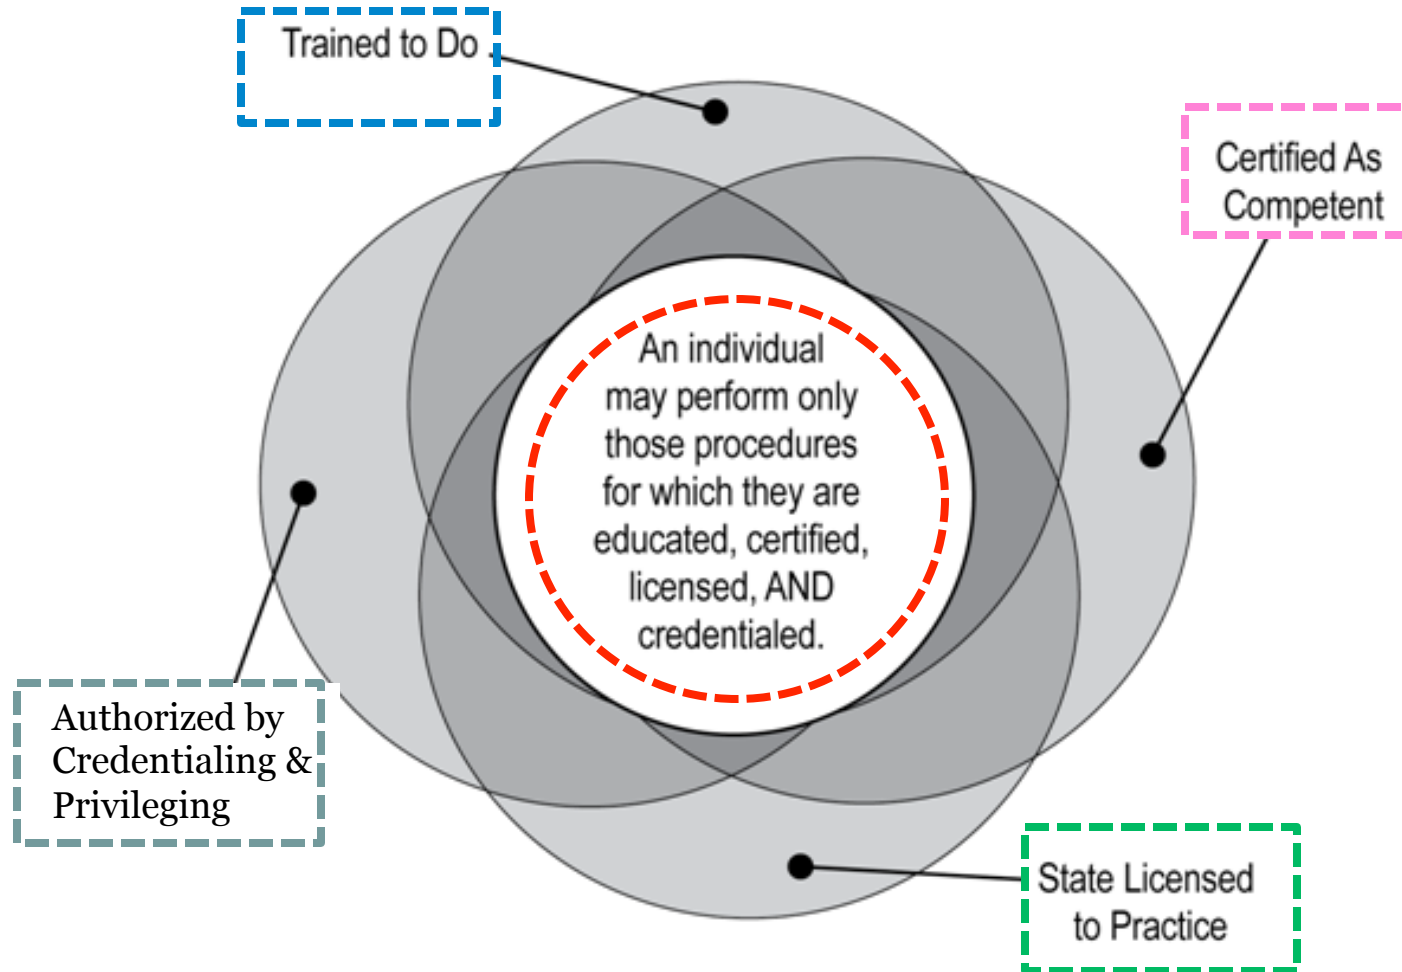 Trained to Do
Certified As
Competent
An individual
may perform only
those procedures
for which they are
educated, certified,
licensed, AND
credentialed.
Authorized by
Credentialing &
Privileging
State Licensed
to Practice